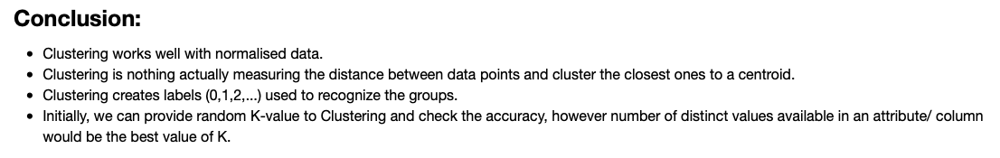 Conclusion:
• Clustering works well with normalised data.
• Clustering is nothing actually measuring the distance between data points and cluster the closest ones to a centroid.
• Clustering creates labels (0,1,2,...) used to recognize the groups.
• Initially, we can provide random K-value to Clustering and check the accuracy, however number of distinct values available in an attribute/ column
would be the best value of K.